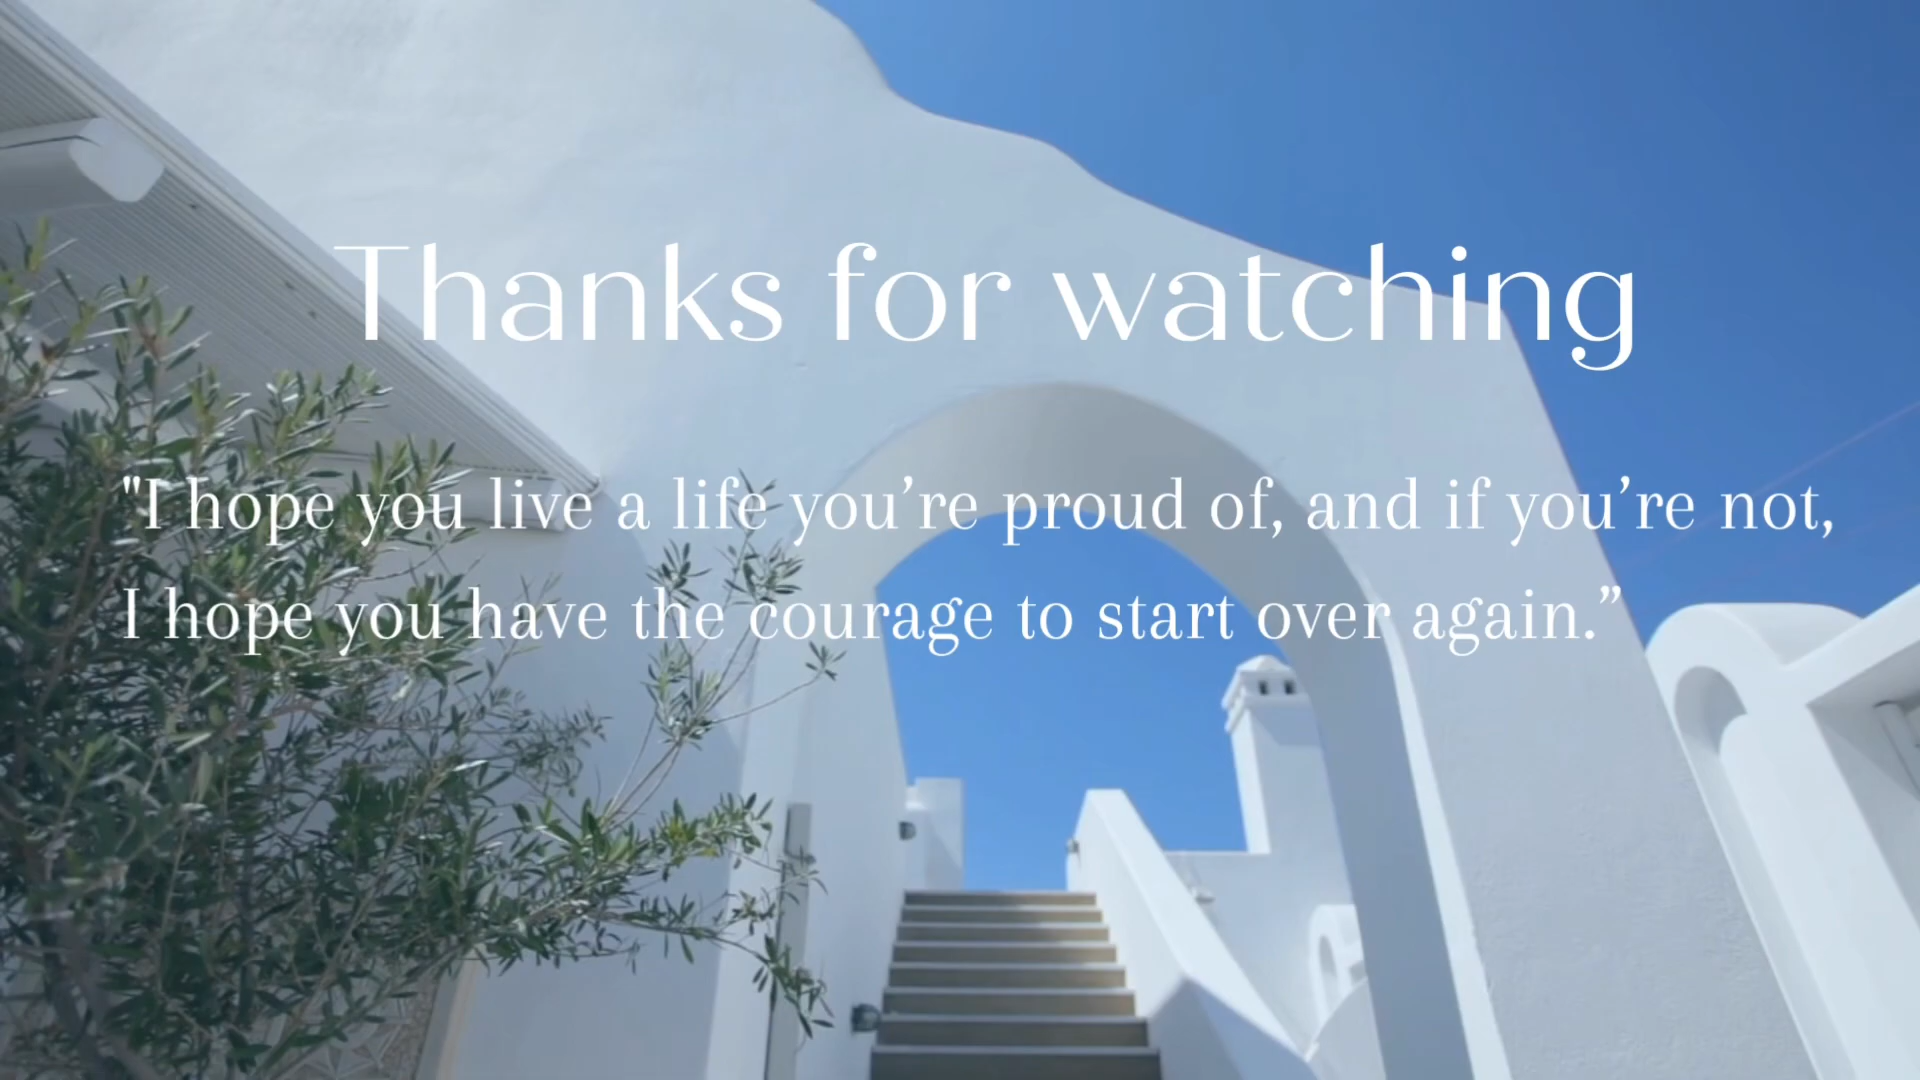 Thanks for watching
"I hope you live a life you’re proud of, and if you’re not,
I hope you have the courage to start over again.”